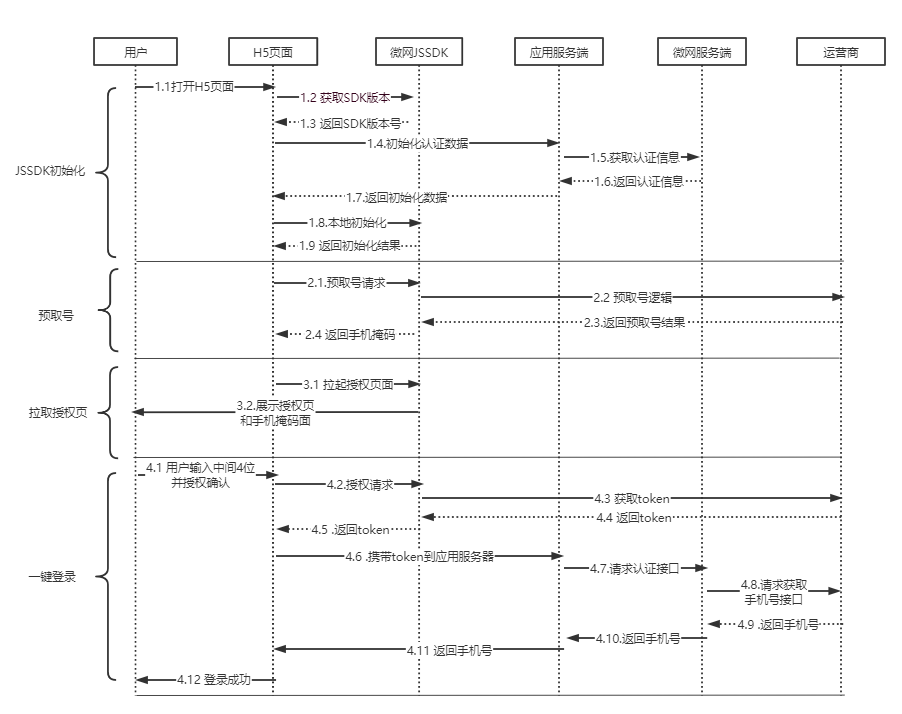 用户
H5页面
微网JSSDK
应用服务端
微网服务端
运营商
1.1打开H5页面
1.2 获取SDK版本
1.3 返回SDK版本号
1.4.初始化认证数据
1.5.获取认证信息
JSSDK初始化
1.6.返回认证信息
1.7.返回初始化数据
1.8.本地初始化
1.9 返回初始化结果
2.1.预取号请求
2.2 预取号逻辑
预取号
2.3.返回预取号结果
2.4 返回手机掩码
3.1 拉起授权页面
拉取授权页
3.2.展示授权页
和手机掩码面
4.1 用户输入中间4位
并授权确认
4.2.授权请求
4.3 获取token
4.4 返回token
4.5 .返回token
4.6 .携带token到应用服务器
4.7.请求认证接口
一键登录
4.8.请求获取
手机号接口
4.9 .返回手机号
4.10.返回手机号
4.11 返回手机号
4.12 登录成功